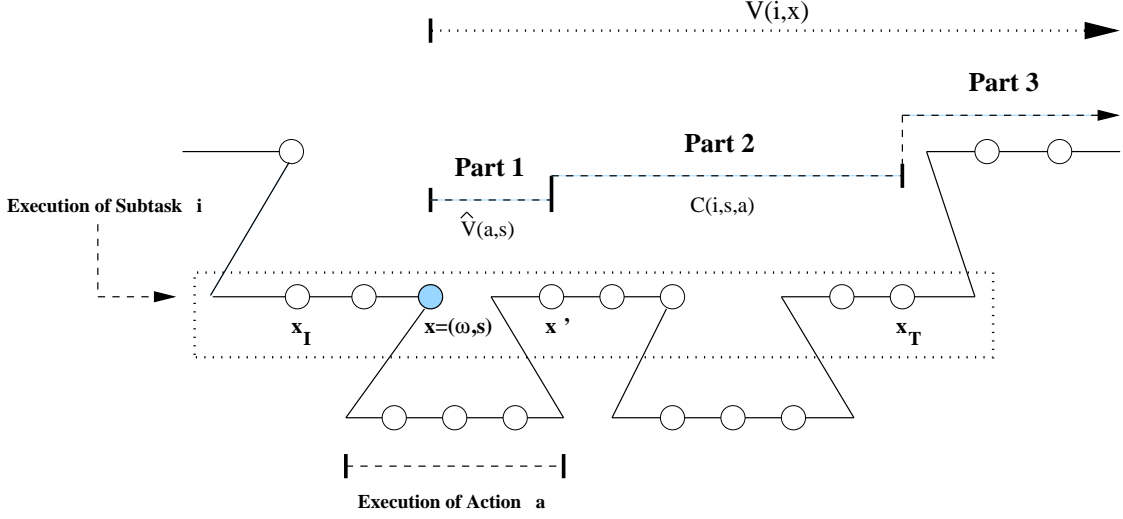 V(i,x)
Part 3
Part 2
Part 1
Execution of Subtask i
C(i,s,a)
V̂(a,s)
x_I
x=(ω,s)
x ’
x_T
Execution of Action a